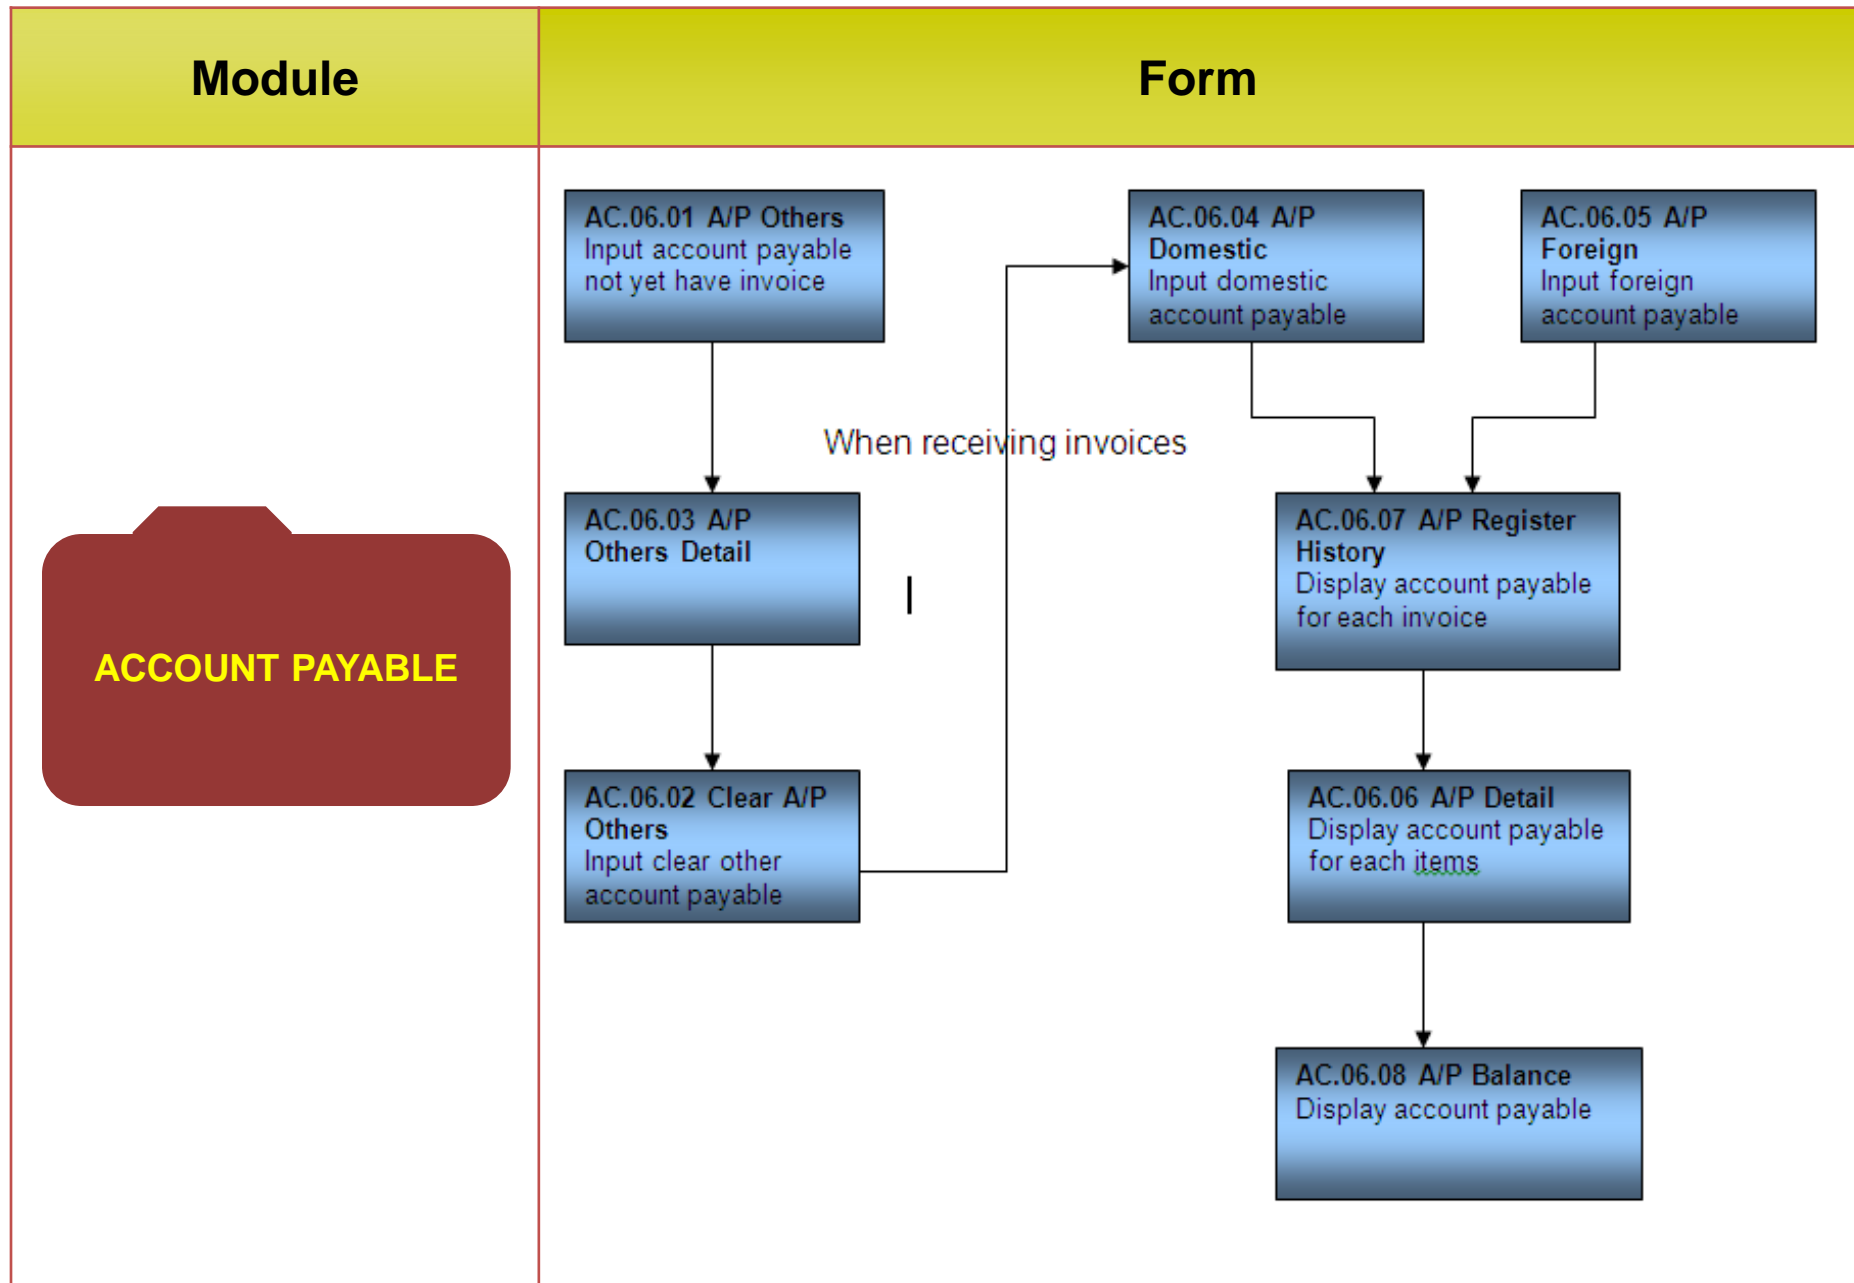 Module
Form
ACCOUNT PAYABLE
AC.06.01 A/P Others
Input account payable
not yet have invoice
AC.06.04 A/P
Domestic
Input domestic
account payable
AC.06.05 A/P
Foreign
Input foreign
account payable
When receiving invoices
AC.06.03 A/P
Others Detail
AC.06.07 A/P Register
History
Display account payable
for each invoice
AC.06.02 Clear A/P
Others
Input clear other
account payable
AC.06.06 A/P Detail
Display account payable
for each items
AC.06.08 A/P Balance
Display account payable